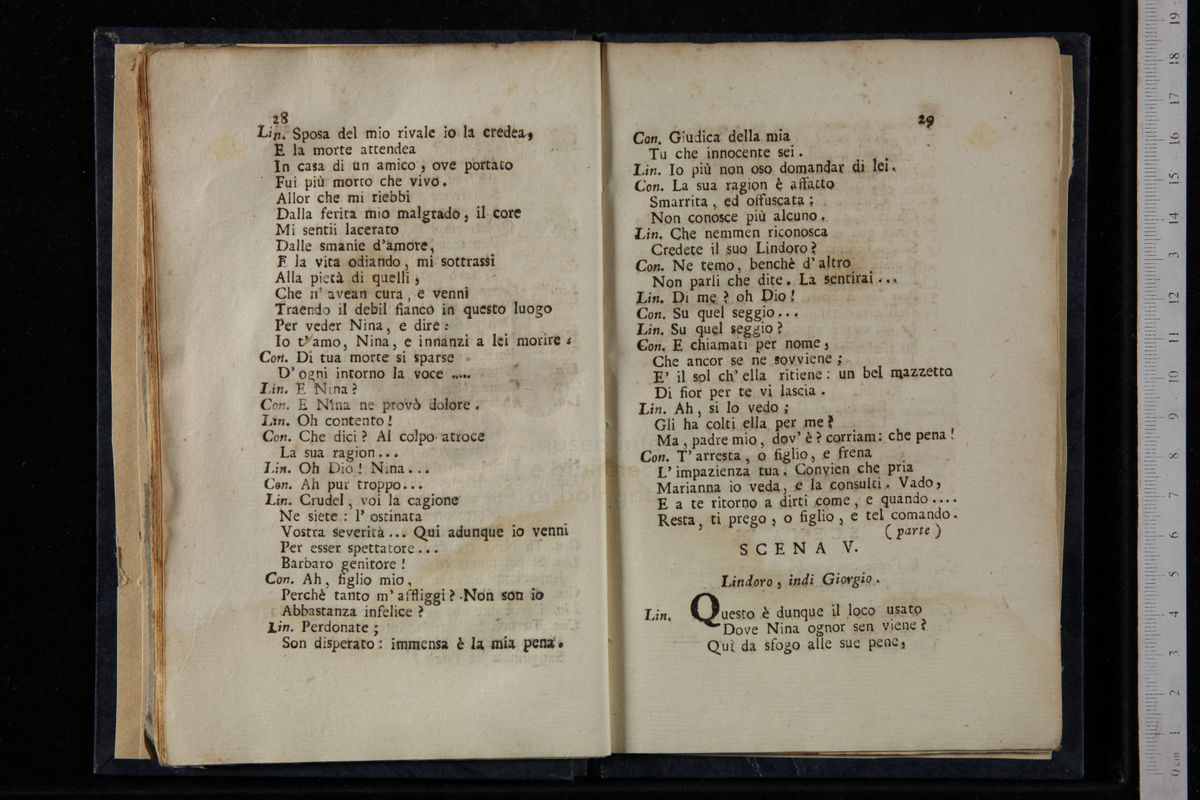 28
Lin. Sposa del mio rivale io la credea,
E la morte attendea
In casa di un amico, ove portato
Fui più morto che vivo.
Allor che mi riebbi
Dalla ferita mio malgrado, il core
Mi sentii lacerato
Dalle smanie d'amore,
E la vita odiando, mi sottrassi
Alla pietà di quelli,
Che n' avean cura, e venni
Traendo il debil fianco in questo luogo
Per veder Nina, e dire:
Io t'amo, Nina, e innanzi a lei morire.
Con. Di tua morte si sparse
D' ogni intorno la voce .....
Lin. E Nina?
Con. E Nina ne provò dolore.
Lin. Oh contento!
Con. Che dici? Al colpo atroce
La sua ragion...
Lin. Oh Dio! Nina...
Con. Ah pur troppo...
Lin. Crudel, voi la cagione
Ne siete: l' ostinata
Vostra severità... Qui adunque io venni
Per esser spettatore...
Barbaro genitore!
Con. Ah, figlio mio,
Perchè tanto m' affliggi? Non son io
Abbastanza infelice?
Lin. Perdonate;
Son disperato: immensa è la mia pena.
29
Con. Giudica della mia
Tu che innocente sei.
Lin. Io più non oso domandar di lei.
Con. La sua ragion è affatto
Smarrita, ed offuscata;
Non conosce più alcuno.
Lin. Che nemmen riconosca
Credete il suo Lindoro?
Con. Ne temo, benchè d' altro
Non parli che dite. La sentirai...
Lin. Di me? oh Dio!
Con. Su quel seggio...
Lin. Su quel seggio?
Con. E chiamati per nome,
Che ancor se ne sovviene;
E' il sol ch' ella ritiene: un bel mazzetto
Di fior per te vi lascia.
Lin. Ah, si lo vedo;
Gli ha colti ella per me?
Ma, padre mio, dov' è? corriam: che pena!
Con. T' arresta, o figlio, e frena
L' impazienza tua. Convien che pria
Marianna io veda, e la consulti. Vado,
E a te ritorno a dirti come, e quando....
Resta, ti prego, o figlio, e tel comando.
(parte)
SCENA V.
Lindoro, indi Giorgio.
Lin. Questo è dunque il loco usato
Dove Nina ognor sen viene?
Qui da sfogo alle sue pene,